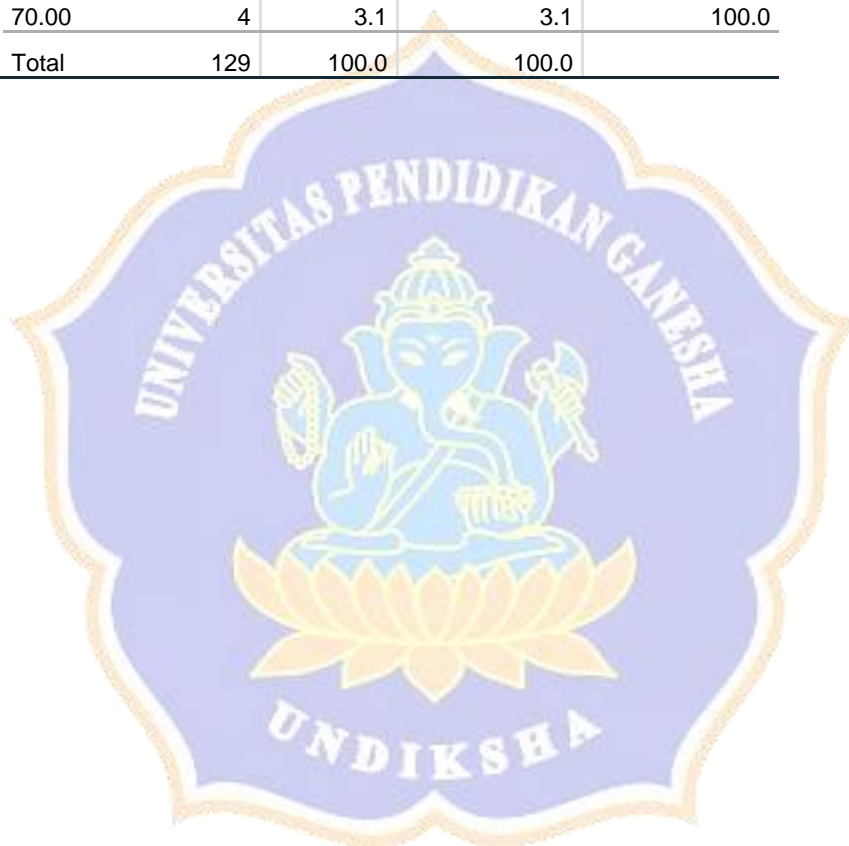 70.00 4 3.1 3.1 100.0
Total 129 100.0 100.0
UNIVERSITAS PENDIDIKAN GANESHA
UNDIKSHA